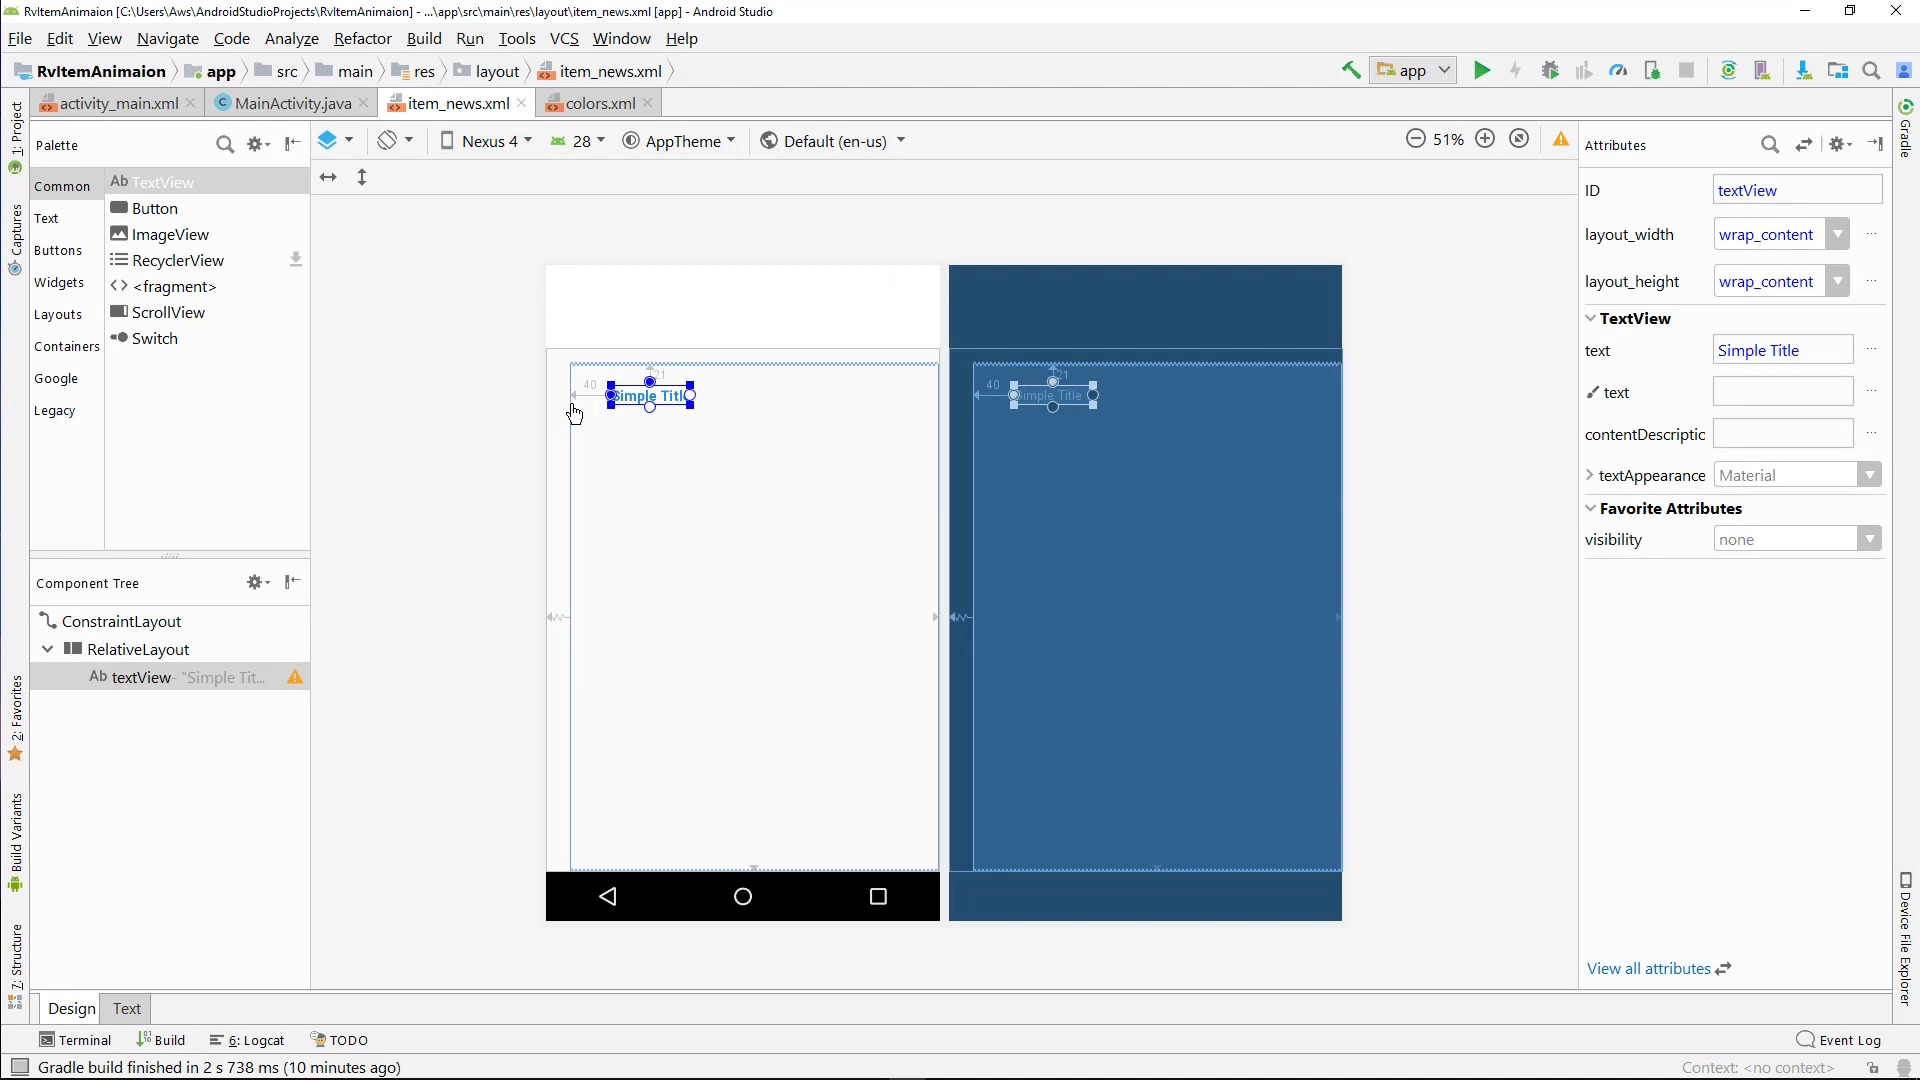 RvItemAnimaion [C:\Users\Aws\AndroidStudioProjects\RvItemAnimaion] - ...\app\src\main\res\layout\item_news.xml [app] - Android Studio
File Edit View Navigate Code Analyze Refactor Build Run Tools VCS Window Help
RvItemAnimaion app src main res layout item_news.xml app
activity_main.xml MainActivity.java item_news.xml colors.xml
1: Project
Captures
2: Favorites
Build Variants
7: Structure
Palette
Common
Text
Buttons
Widgets
Layouts
Containers
Google
Legacy
Ab TextView
Button
ImageView
RecyclerView
<fragment>
ScrollView
Switch
Component Tree
ConstraintLayout
RelativeLayout
Ab textView- "Simple Tit...
Nexus 4 28 AppTheme Default (en-us) 51%
21
40
Simple Title
21
40
Simple Title
Attributes
ID textView
layout_width wrap_content ...
layout_height wrap_content ...
TextView
text Simple Title ...
text
contentDescriptic ...
textAppearance Material
Favorite Attributes
visibility none
View all attributes
Gradle
Device File Explorer
Design Text
Terminal Build 6: Logcat TODO Event Log
Gradle build finished in 2 s 738 ms (10 minutes ago) Context: <no context>